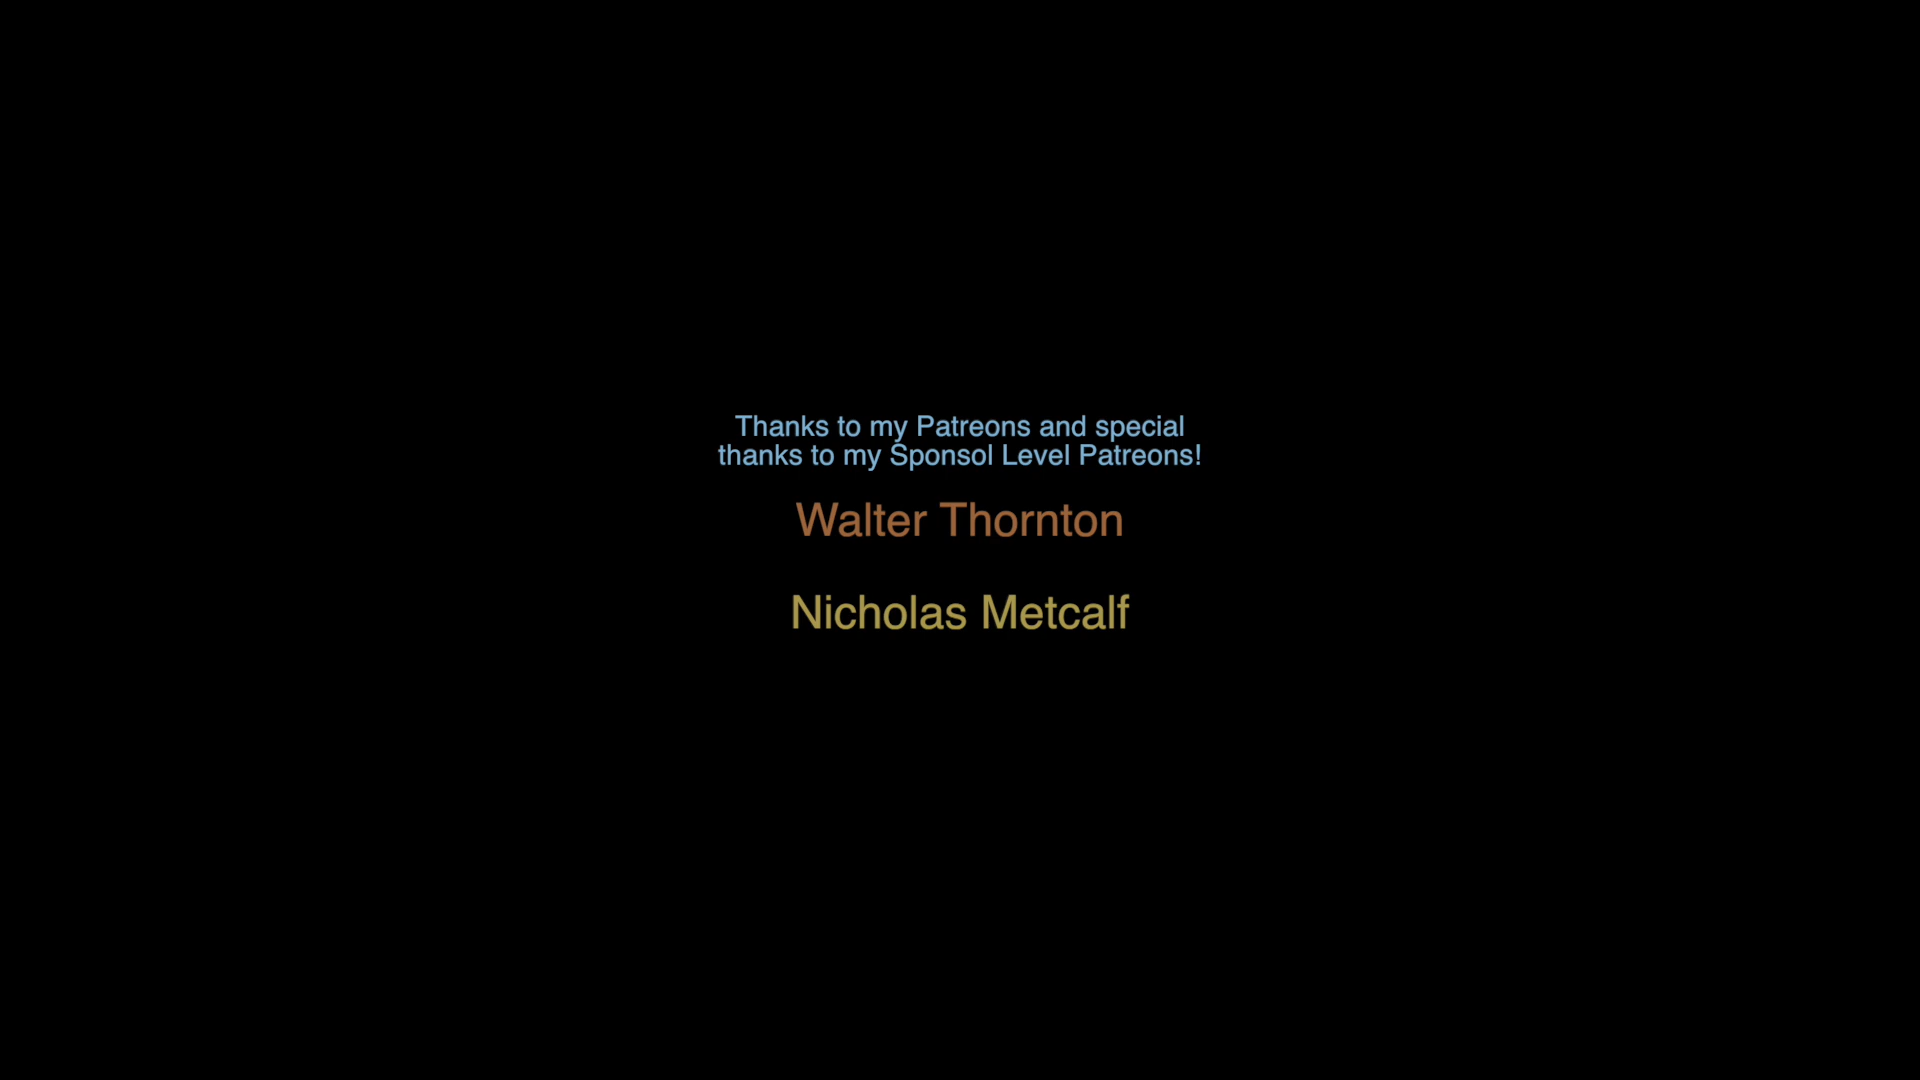 Thanks to my Patreons and special
thanks to my Sponsol Level Patreons!
Walter Thornton
Nicholas Metcalf